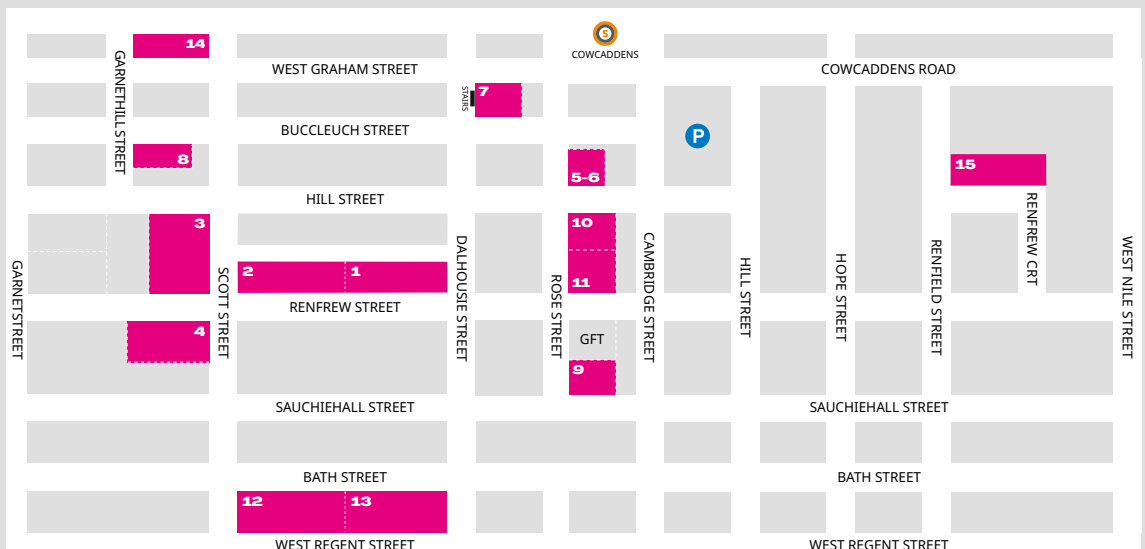 S
COWCADDENS
14
GARNETHILL STREET
WEST GRAHAM STREET
COWCADDENS ROAD
7
STAIRS
BUCCLEUCH STREET
P
8
5-6
15
HILL STREET
RENFREW CRT
3
10
2
1
11
GARNET STREET
SCOTT STREET
RENFREW STREET
DALHOUSIE STREET
ROSE STREET
CAMBRIDGE STREET
HILL STREET
HOPE STREET
RENFIELD STREET
WEST NILE STREET
4
GFT
9
SAUCHIEHALL STREET
SAUCHIEHALL STREET
BATH STREET
BATH STREET
12
13
WEST REGENT STREET
WEST REGENT STREET